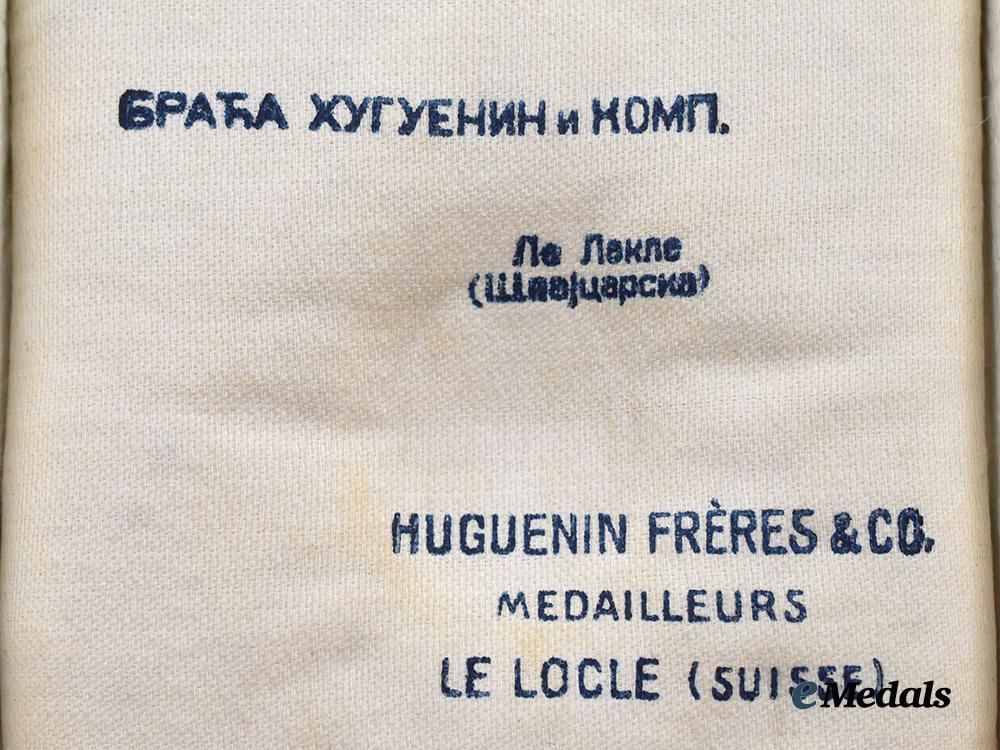 БРАЋА ХУГУЕНИН и КОМП.
Ле Локле
(Швајцарска)
HUGUENIN FRÈRES & CO.
MEDAILLEURS
LE LOCLE (SUISSE)
eMedals